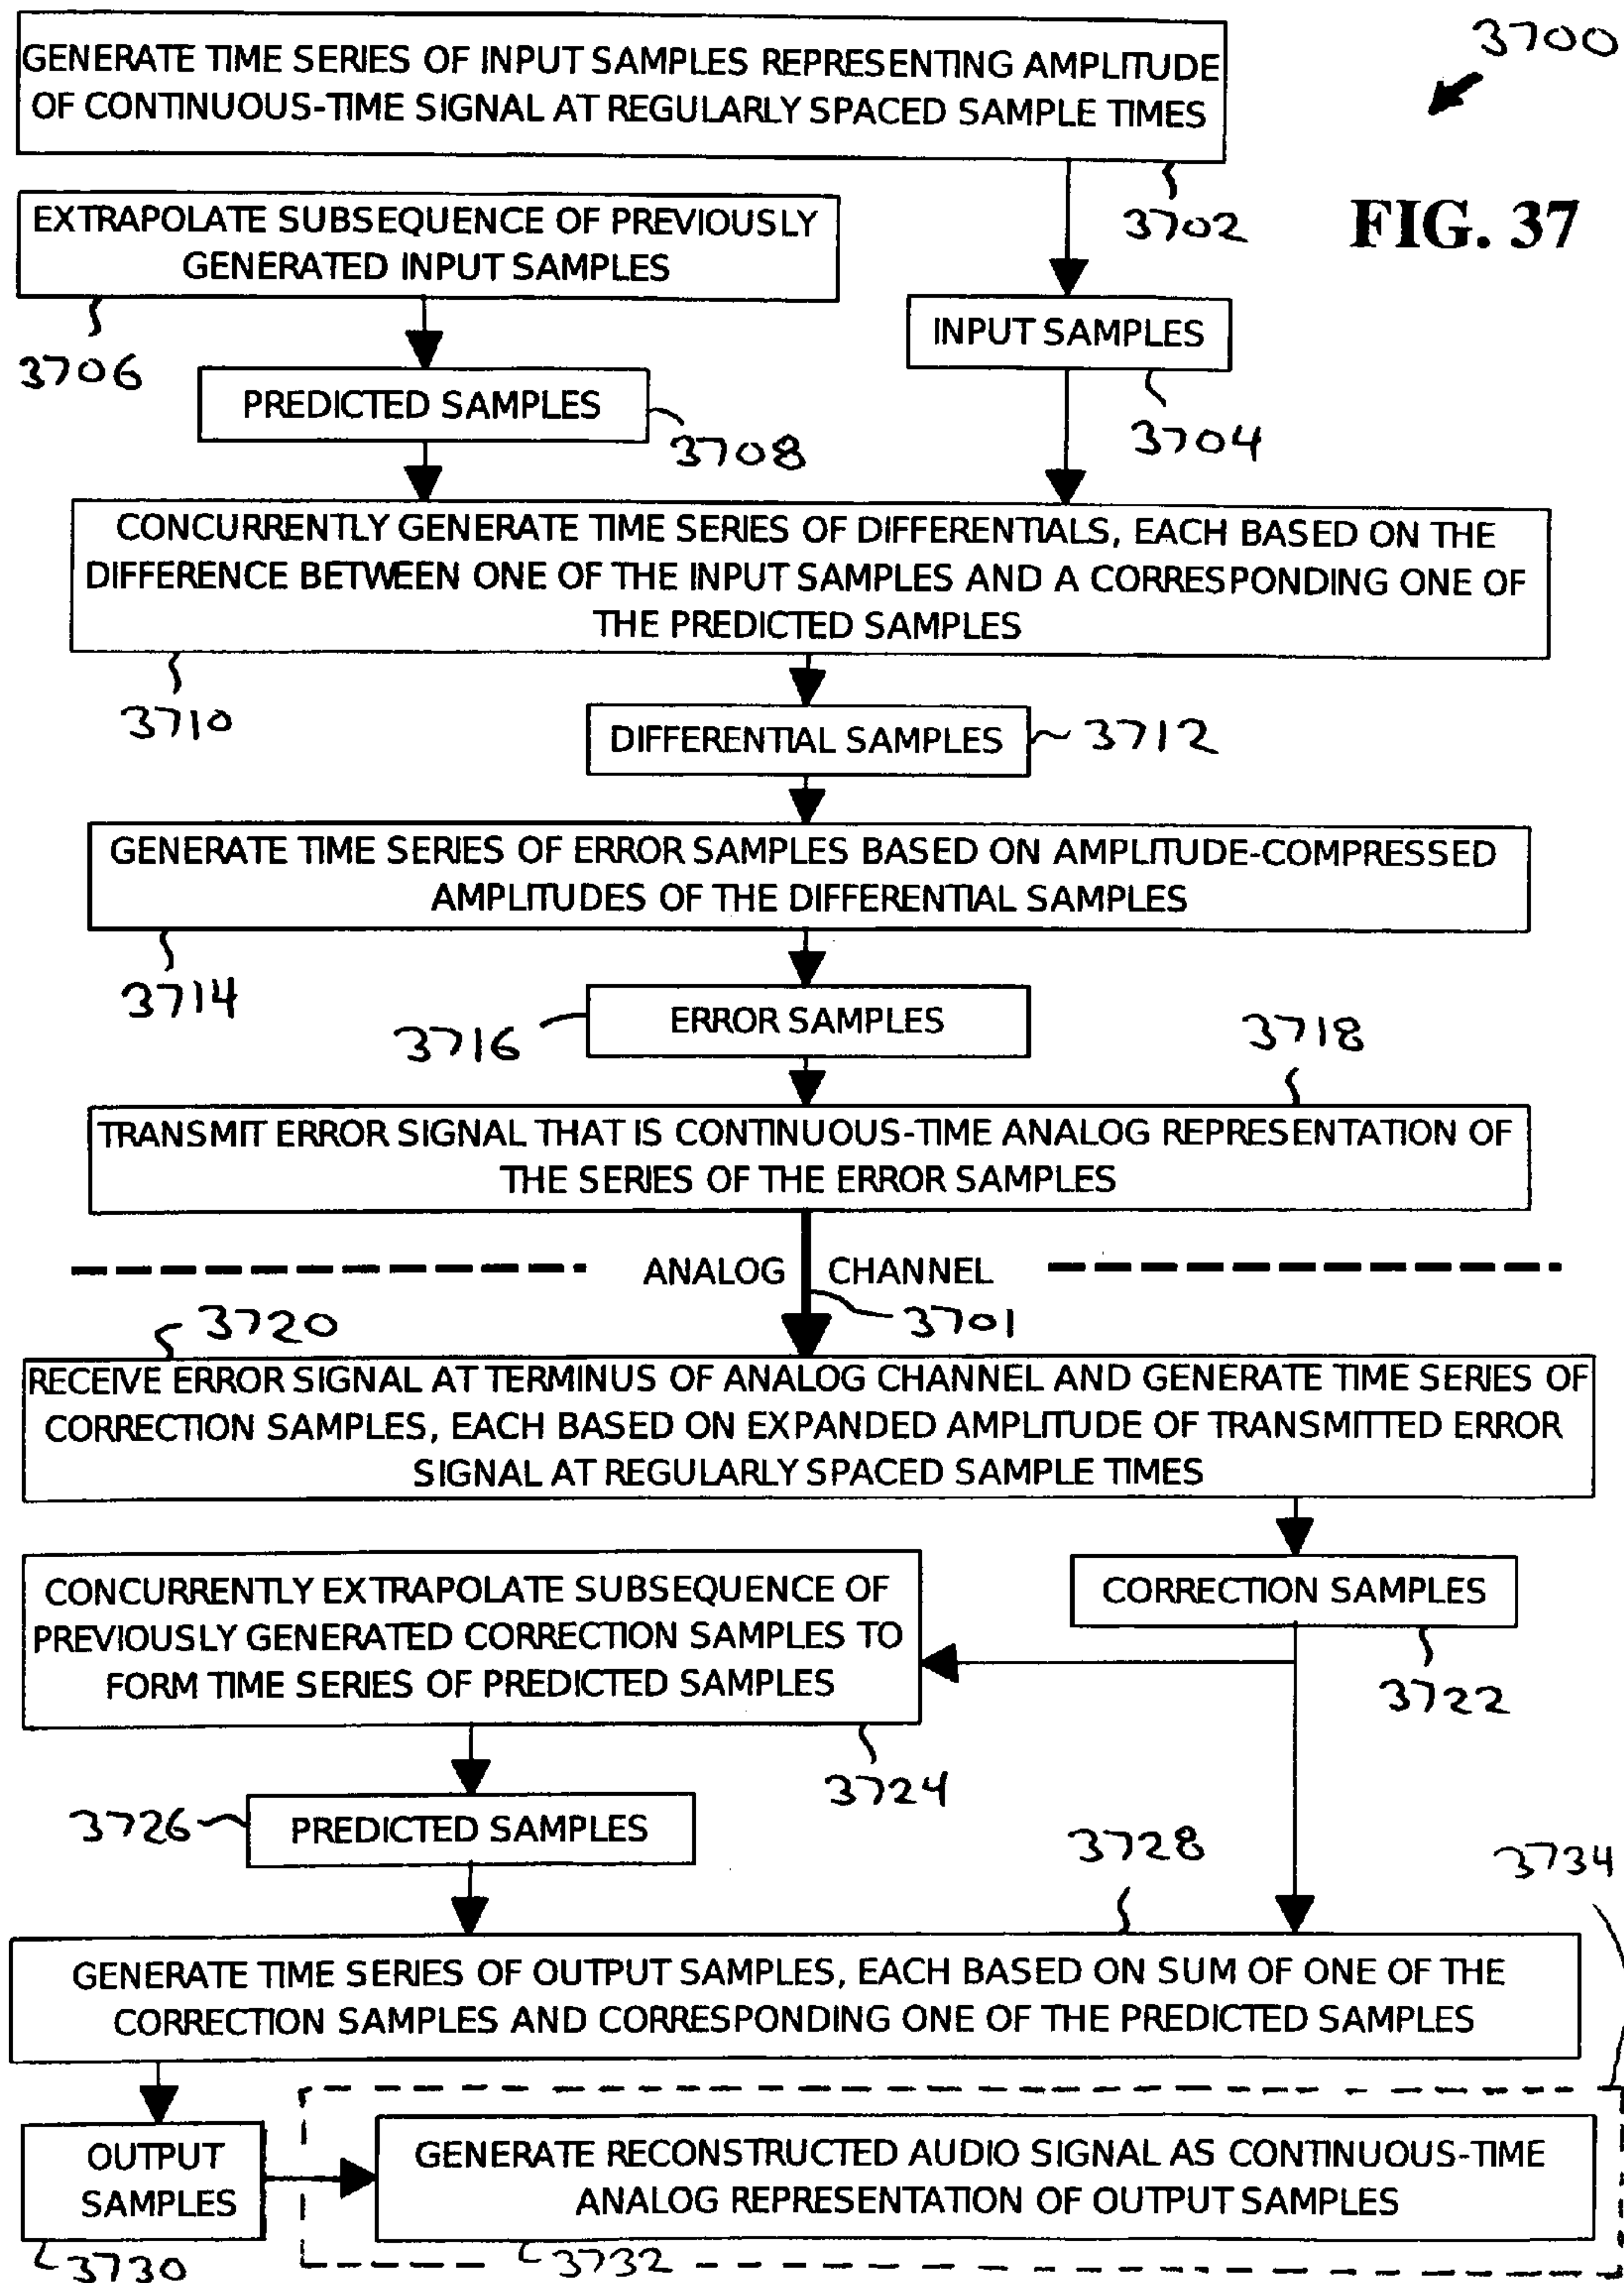 3700
GENERATE TIME SERIES OF INPUT SAMPLES REPRESENTING AMPLITUDE
OF CONTINUOUS-TIME SIGNAL AT REGULARLY SPACED SAMPLE TIMES
3702
FIG. 37
EXTRAPOLATE SUBSEQUENCE OF PREVIOUSLY
GENERATED INPUT SAMPLES
3706
INPUT SAMPLES
3704
PREDICTED SAMPLES
3708
CONCURRENTLY GENERATE TIME SERIES OF DIFFERENTIALS, EACH BASED ON THE
DIFFERENCE BETWEEN ONE OF THE INPUT SAMPLES AND A CORRESPONDING ONE OF
THE PREDICTED SAMPLES
3710
DIFFERENTIAL SAMPLES
3712
GENERATE TIME SERIES OF ERROR SAMPLES BASED ON AMPLITUDE-COMPRESSED
AMPLITUDES OF THE DIFFERENTIAL SAMPLES
3714
3716
ERROR SAMPLES
3718
TRANSMIT ERROR SIGNAL THAT IS CONTINUOUS-TIME ANALOG REPRESENTATION OF
THE SERIES OF THE ERROR SAMPLES
ANALOG CHANNEL
3701
3720
RECEIVE ERROR SIGNAL AT TERMINUS OF ANALOG CHANNEL AND GENERATE TIME SERIES OF
CORRECTION SAMPLES, EACH BASED ON EXPANDED AMPLITUDE OF TRANSMITTED ERROR
SIGNAL AT REGULARLY SPACED SAMPLE TIMES
CONCURRENTLY EXTRAPOLATE SUBSEQUENCE OF
PREVIOUSLY GENERATED CORRECTION SAMPLES TO
FORM TIME SERIES OF PREDICTED SAMPLES
3724
CORRECTION SAMPLES
3722
3726
PREDICTED SAMPLES
3728
3734
GENERATE TIME SERIES OF OUTPUT SAMPLES, EACH BASED ON SUM OF ONE OF THE
CORRECTION SAMPLES AND CORRESPONDING ONE OF THE PREDICTED SAMPLES
OUTPUT
SAMPLES
3730
GENERATE RECONSTRUCTED AUDIO SIGNAL AS CONTINUOUS-TIME
ANALOG REPRESENTATION OF OUTPUT SAMPLES
3732